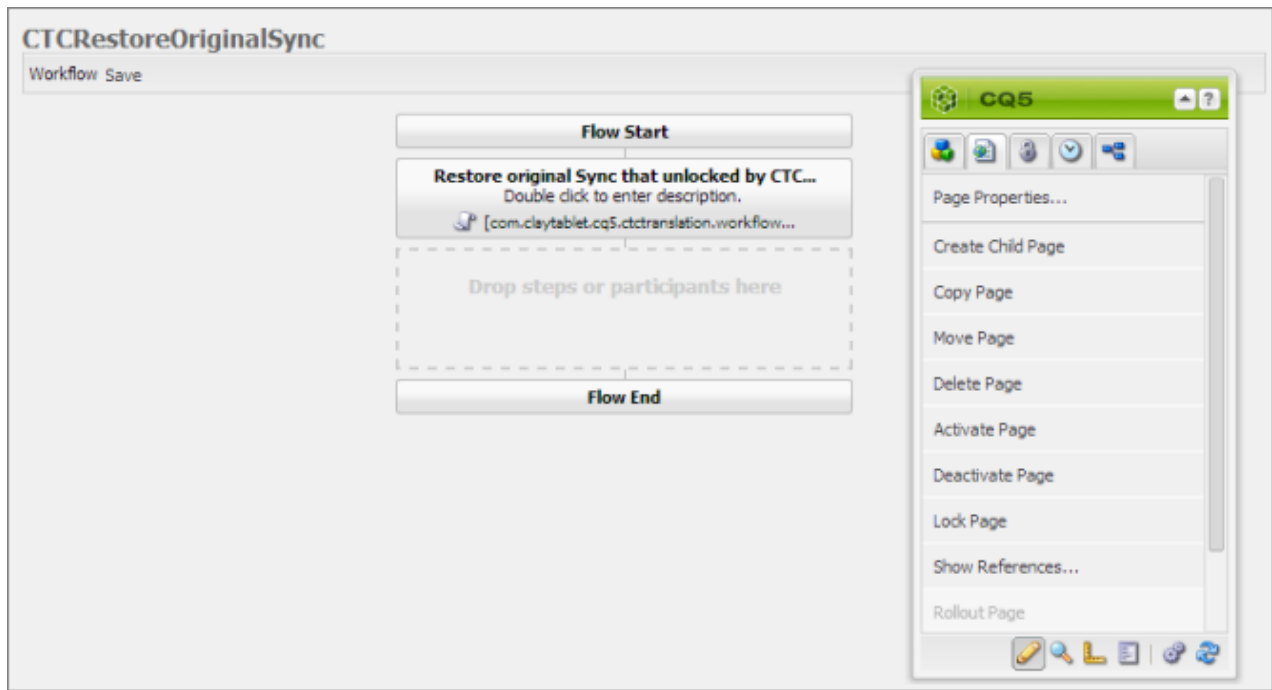 CTCRestoreOriginalSync
Workflow Save
Flow Start
Restore original Sync that unlocked by CTC...
Double click to enter description.
[com.claytablet.cq5.ctctranslation.workflow...
Drop steps or participants here
Flow End
CQ5
?
Page Properties...
Create Child Page
Copy Page
Move Page
Delete Page
Activate Page
Deactivate Page
Lock Page
Show References...
Rollout Page